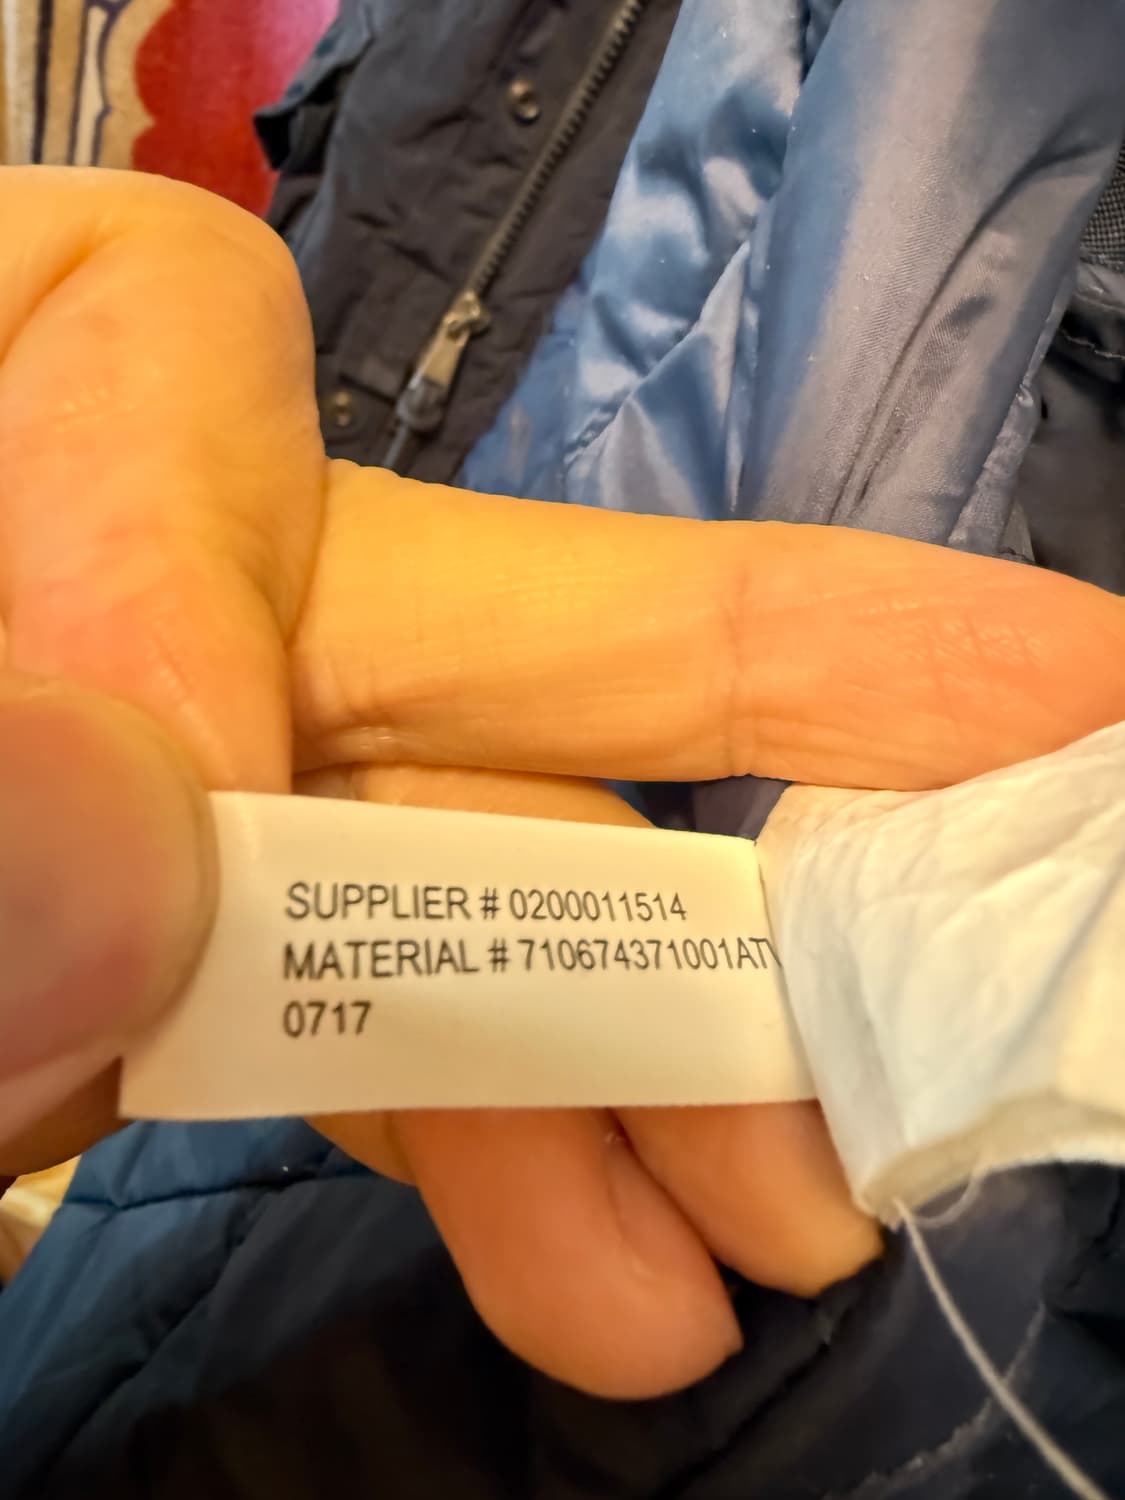 SUPPLIER # 0200011514
MATERIAL # 710674371001AT
0717